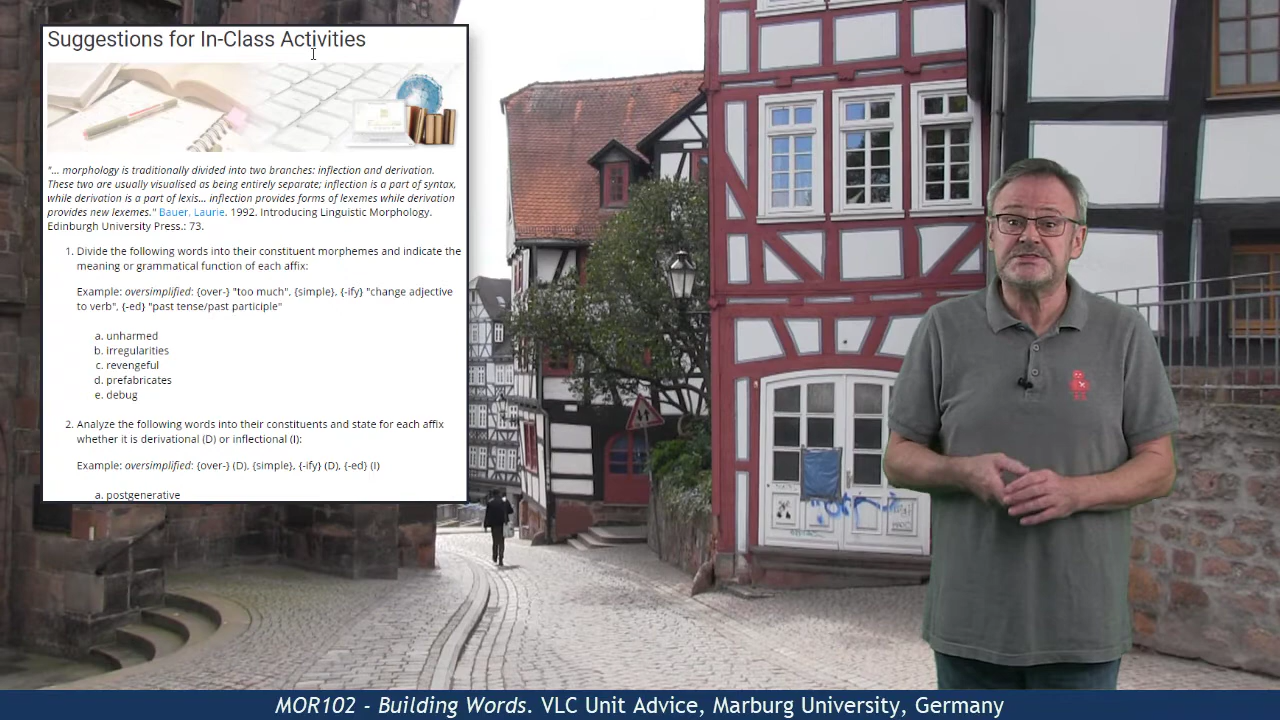 Suggestions for In-Class Activities
"... morphology is traditionally divided into two branches: inflection and derivation.
These two are usually visualised as being entirely separate; inflection is a part of syntax,
while derivation is a part of lexis... inflection provides forms of lexemes while derivation
provides new lexemes." Bauer, Laurie. 1992. Introducing Linguistic Morphology.
Edinburgh University Press.: 73.
1. Divide the following words into their constituent morphemes and indicate the
meaning or grammatical function of each affix:
Example: oversimplified: {over-} "too much", {simple}, {-ify} "change adjective
to verb", {-ed} "past tense/past participle"
a. unharmed
b. irregularities
c. revengeful
d. prefabricates
e. debug
2. Analyze the following words into their constituents and state for each affix
whether it is derivational (D) or inflectional (I):
Example: oversimplified: {over-} (D), {simple}, {-ify} (D), {-ed} (I)
a. postgenerative
MOR102 - Building Words. VLC Unit Advice, Marburg University, Germany